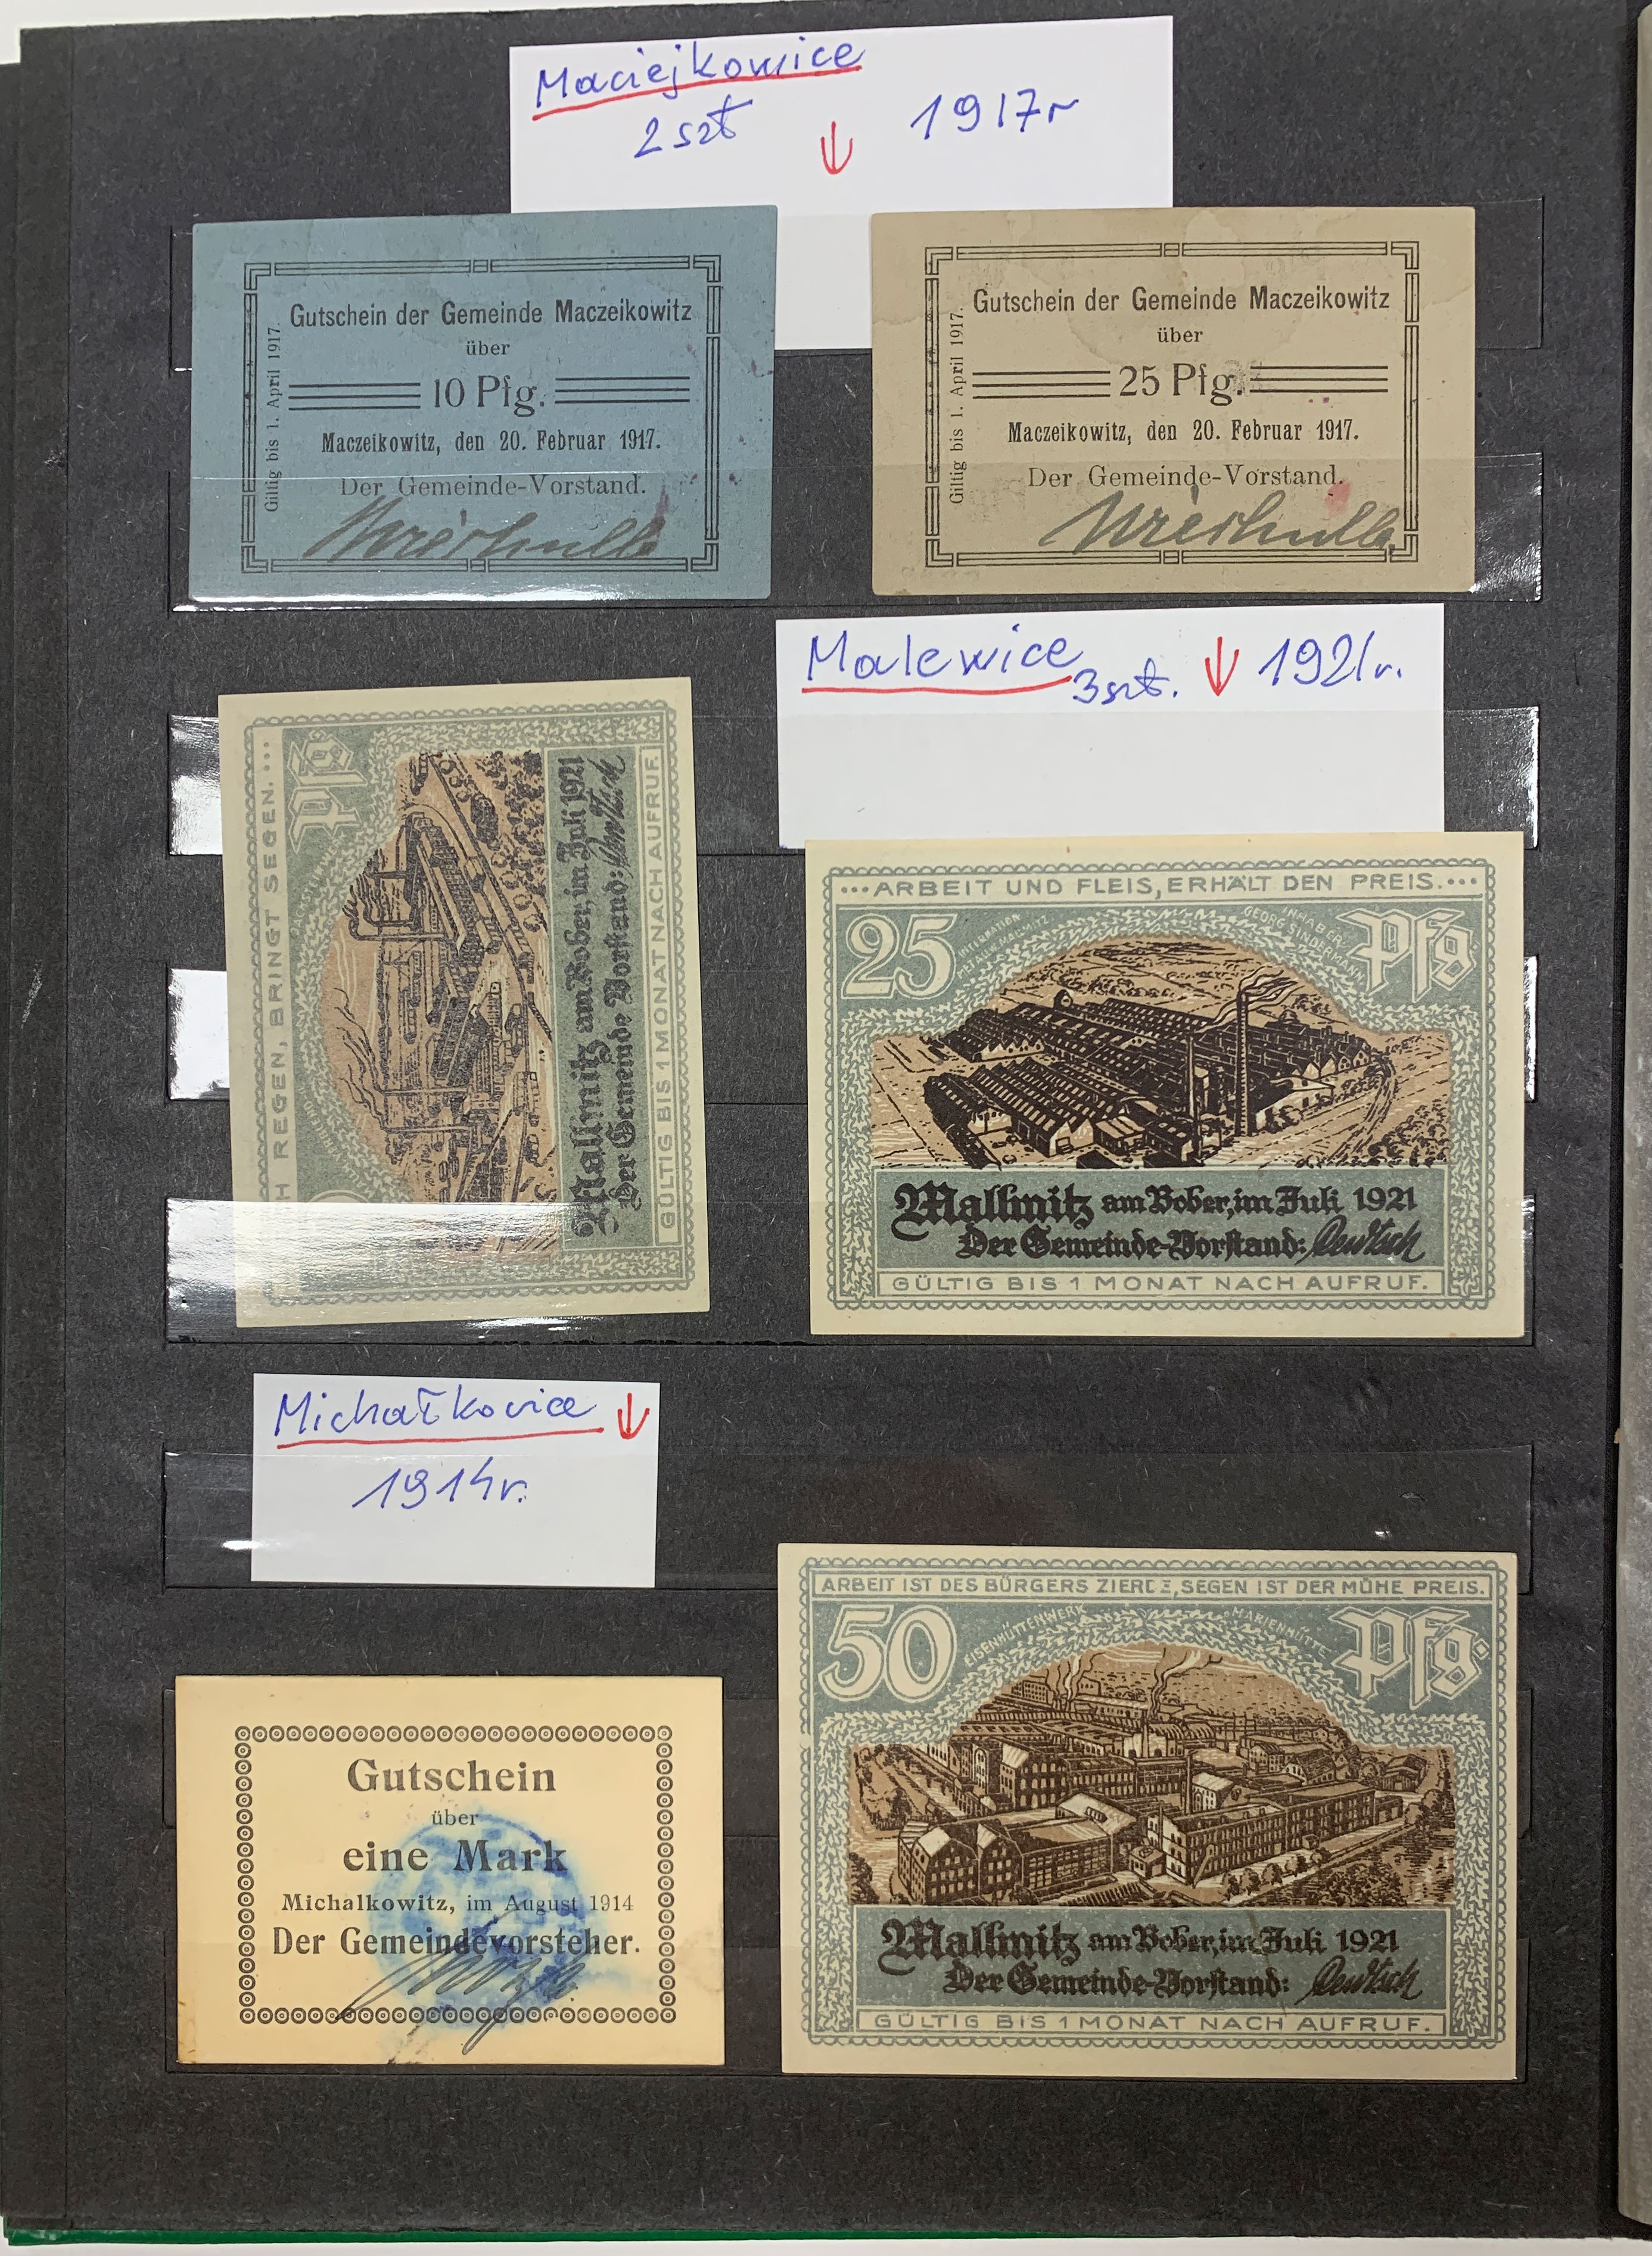 Maciejkowice
2szt ↓ 1917r
Gutschein der Gemeinde Maczeikowitz
über
10 Pfg.
Maczeikowitz, den 20. Februar 1917.
Der Gemeinde-Vorstand.
Giltig bis 1. April 1917.
Gutschein der Gemeinde Maczeikowitz
über
25 Pfg.
Maczeikowitz, den 20. Februar 1917.
Der Gemeinde-Vorstand.
Giltig bis 1. April 1917.
Malewice 3szt. ↓ 1921r.
REGEN, BRINGT SEGEN....
Pfg
Mallmitz am Bober, im Juli 1921
Der Gemeinde Vorstand:
GÜLTIG BIS 1 MONAT NACH AUFRUF.
...ARBEIT UND FLEIS, ERHÄLT DEN PREIS....
25 Pfg
GEORG SINDERMANN
INHABER
Mallmitz am Bober, im Juli 1921
Der Gemeinde-Vorstand:
GÜLTIG BIS 1 MONAT NACH AUFRUF.
Michałkowice ↓
1914r.
Gutschein
über
eine Mark
Michalkowitz, im August 1914
Der Gemeindevorsteher.
ARBEIT IST DES BÜRGERS ZIERDE, SEGEN IST DER MÜHE PREIS.
50 Pfg.
EISENHÜTTENWERK MARIENHÜTTE
Mallmitz am Bober, im Juli 1921
Der Gemeinde-Vorstand:
GÜLTIG BIS 1 MONAT NACH AUFRUF.